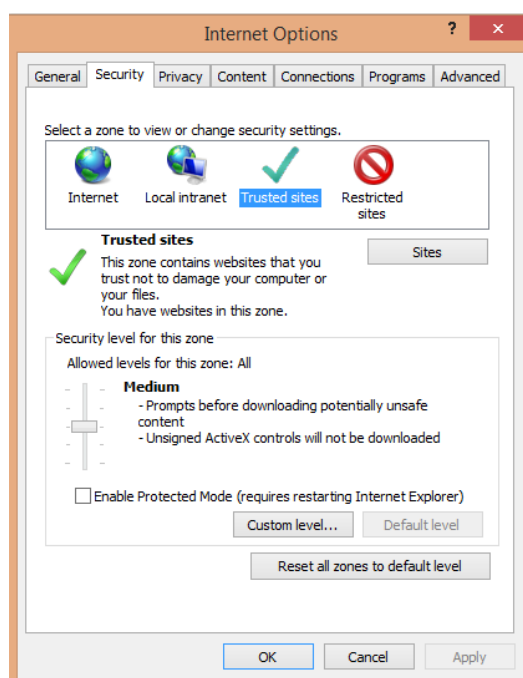 Internet Options
? ×
General Security Privacy Content Connections Programs Advanced
Select a zone to view or change security settings.
Internet Local intranet Trusted sites Restricted
sites
Trusted sites
Sites
This zone contains websites that you
trust not to damage your computer or
your files.
You have websites in this zone.
Security level for this zone
Allowed levels for this zone: All
Medium
- Prompts before downloading potentially unsafe
content
- Unsigned ActiveX controls will not be downloaded
Enable Protected Mode (requires restarting Internet Explorer)
Custom level... Default level
Reset all zones to default level
OK Cancel Apply